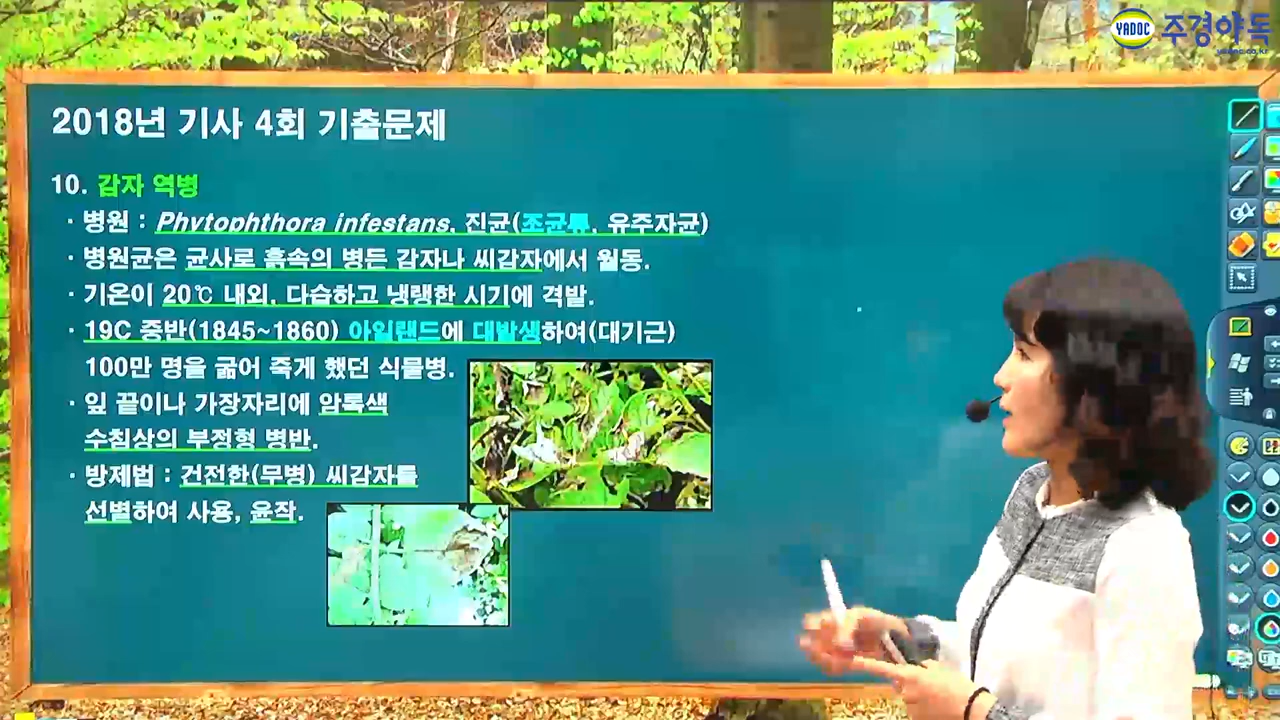 YADOC 주경야독
yadoc.co.kr
2018년 기사 4회 기출문제
10. 감자 역병
· 병원 : Phytophthora infestans, 진균(조균류, 유주자균)
· 병원균은 균사로 흙속의 병든 감자나 씨감자에서 월동.
· 기온이 20℃ 내외, 다습하고 냉랭한 시기에 격발.
· 19C 중반(1845~1860) 아일랜드에 대발생하여(대기근)
100만 명을 굶어 죽게 했던 식물병.
· 잎 끝이나 가장자리에 암록색
수침상의 부정형 병반.
· 방제법 : 건전한(무병) 씨감자를
선별하여 사용, 윤작.